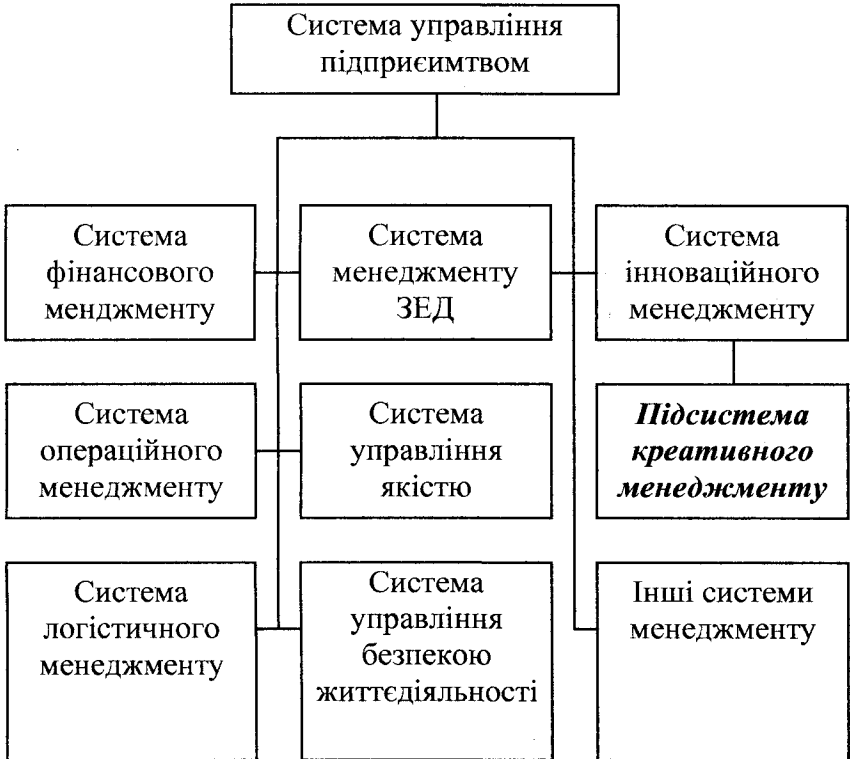 Система управління
підприєимтвом
Система
фінансового
менджменту
Система
менеджменту
ЗЕД
Система
інноваційного
менеджменту
Система
операційного
менеджменту
Система
управління
якістю
Підсистема
креативного
менеджменту
Система
логістичного
менеджменту
Система
управління
безпекою
життєдіяльності
Інші системи
менеджменту